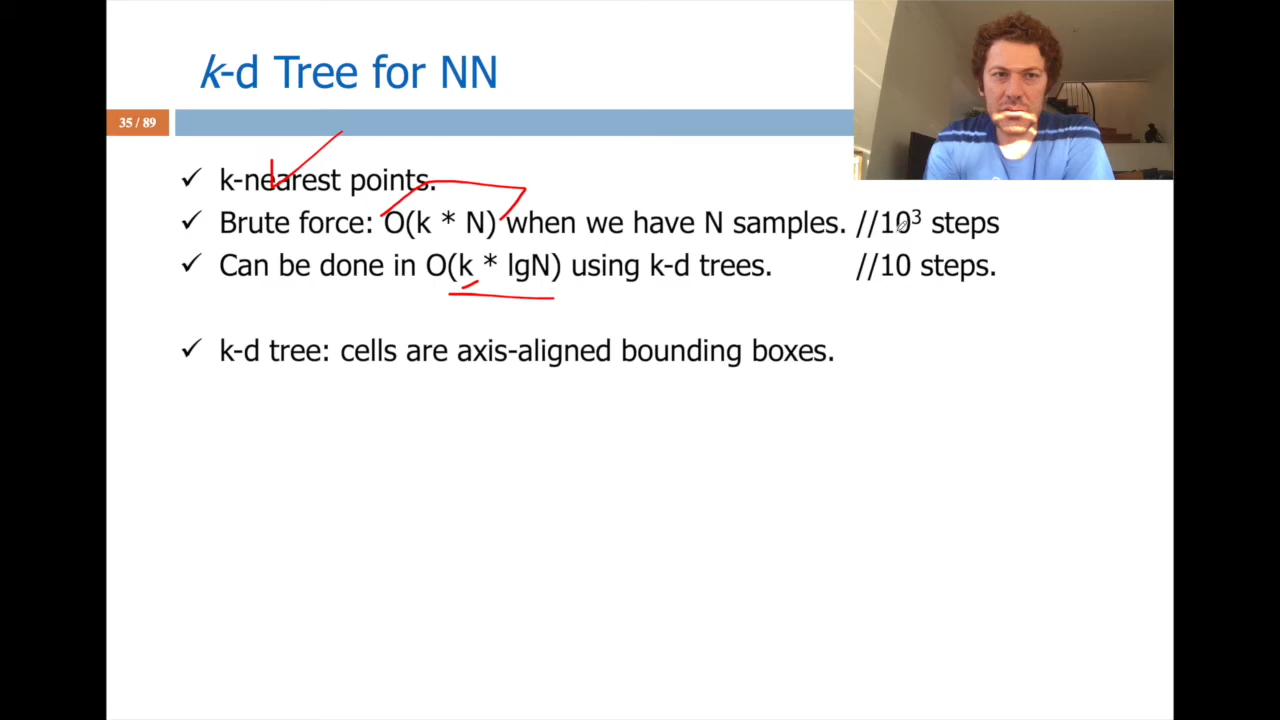 k-d Tree for NN
35 / 89
✓ k-nearest points.
✓ Brute force: O(k * N) when we have N samples. //10³ steps
✓ Can be done in O(k * lgN) using k-d trees. //10 steps.
✓ k-d tree: cells are axis-aligned bounding boxes.